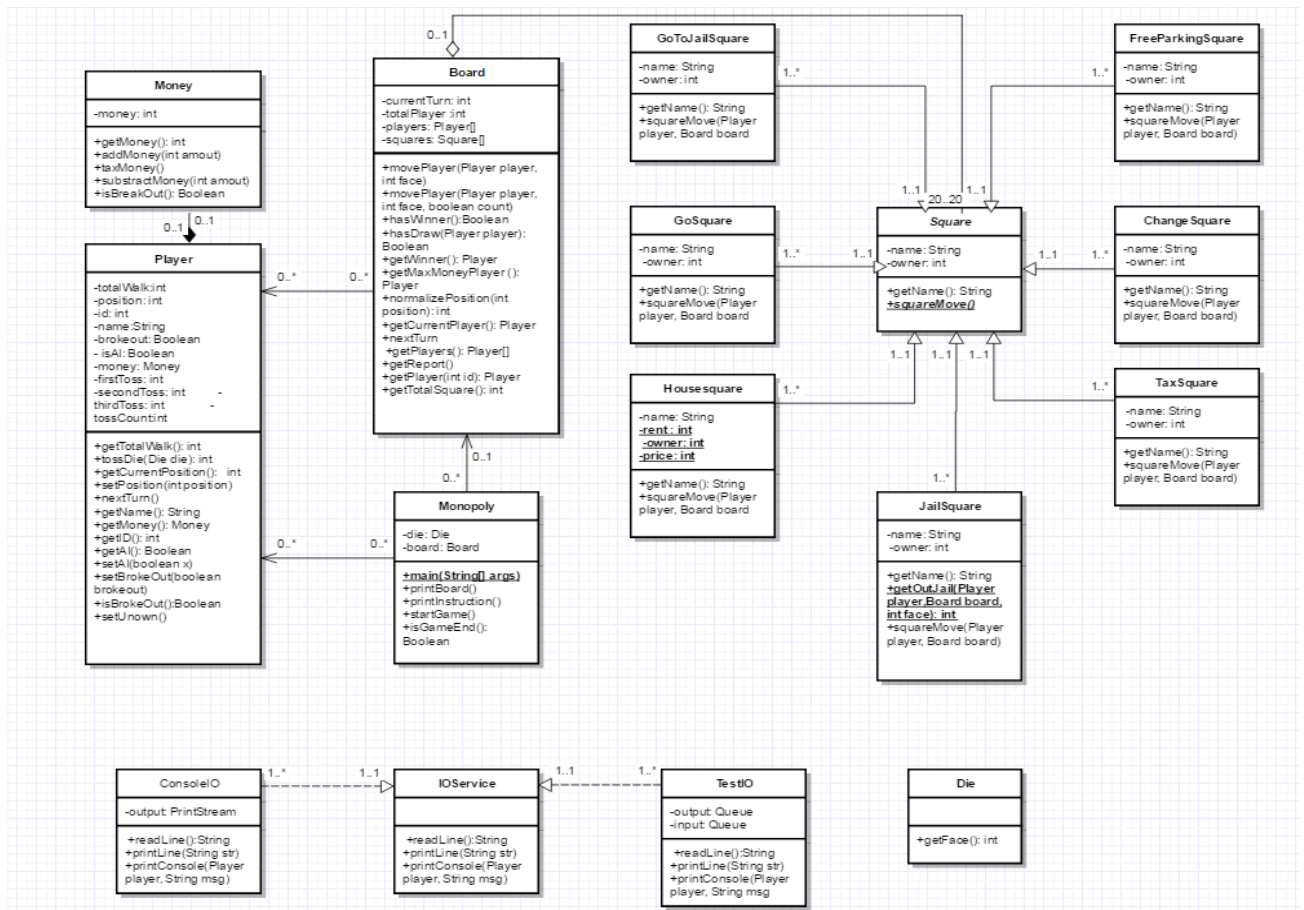 Money
-money: int
+getMoney(): int
+addMoney(int amout)
+taxMoney()
+substractMoney(int amout)
+isBreakOut(): Boolean
0..1
0..1
Player
-totalWalk:int
-position: int
-id: int
-name:String
-brokeout: Boolean
- isAI: Boolean
-money: Money
-firstToss: int
-secondToss: int -
thirdToss: int -
tossCount:int
+getTotalWalk(): int
+tossDie(Die die): int
+getCurrentPosition(): int
+setPosition(int position)
+nextTurn()
+getName(): String
+getMoney(): Money
+getID(): int
+getAI(): Boolean
+setAI(boolean x)
+setBrokeOut(boolean
brokeout)
+isBrokeOut():Boolean
+setUnown()
0..*
0..*
0..*
0..*
0..1
Board
-currentTurn: int
-totalPlayer :int
-players: Player[]
-squares: Square[]
+movePlayer(Player player,
int face)
+movePlayer(Player player,
int face, boolean count)
+hasWinner():Boolean
+hasDraw(Player player):
Boolean
+getWinner(): Player
+getMaxMoneyPlayer ():
Player
+normalizePosition(int
position): int
+getCurrentPlayer(): Player
+nextTurn
+getPlayers(): Player[]
+getReport()
+getPlayer(int id): Player
+getTotalSquare(): int
0..1
0..*
Monopoly
-die: Die
-board: Board
+main(String[] args)
+printBoard()
+printInstruction()
+startGame()
+isGameEnd():
Boolean
GoToJailSquare
-name: String
-owner: int
+getName(): String
+squareMove(Player
player, Board board
1..*
GoSquare
-name: String
-owner: int
+getName(): String
+squareMove(Player
player, Board board
1..*
Housesquare
-name: String
-rent : int
-owner: int
-price: int
+getName(): String
+squareMove(Player
player, Board board
1..*
1..1
20..20
1..1
1..1
1..1
Square
-name: String
-owner: int
+getName(): String
+squareMove()
1..1
1..1
1..1
1..*
JailSquare
-name: String
-owner: int
+getName(): String
+getOutJail(Player
player,Board board,
int face): int
+squareMove(Player
player, Board board)
FreeParkingSquare
-name: String
-owner: int
+getName(): String
+squareMove(Player
player, Board board)
1..*
ChangeSquare
-name: String
-owner: int
+getName(): String
+squareMove(Player
player, Board board)
1..*
TaxSquare
-name: String
-owner: int
+getName(): String
+squareMove(Player
player, Board board)
1..*
ConsoleIO
-output: PrintStream
+readLine():String
+printLine(String str)
+printConsole(Player
player, String msg)
1..*
1..1
IOService
+readLine():String
+printLine(String str)
+printConsole(Player
player, String msg)
1..1
1..*
TestIO
-output: Queue
-input: Queue
+readLine():String
+printLine(String str)
+printConsole(Player
player, String msg
Die
+getFace(): int